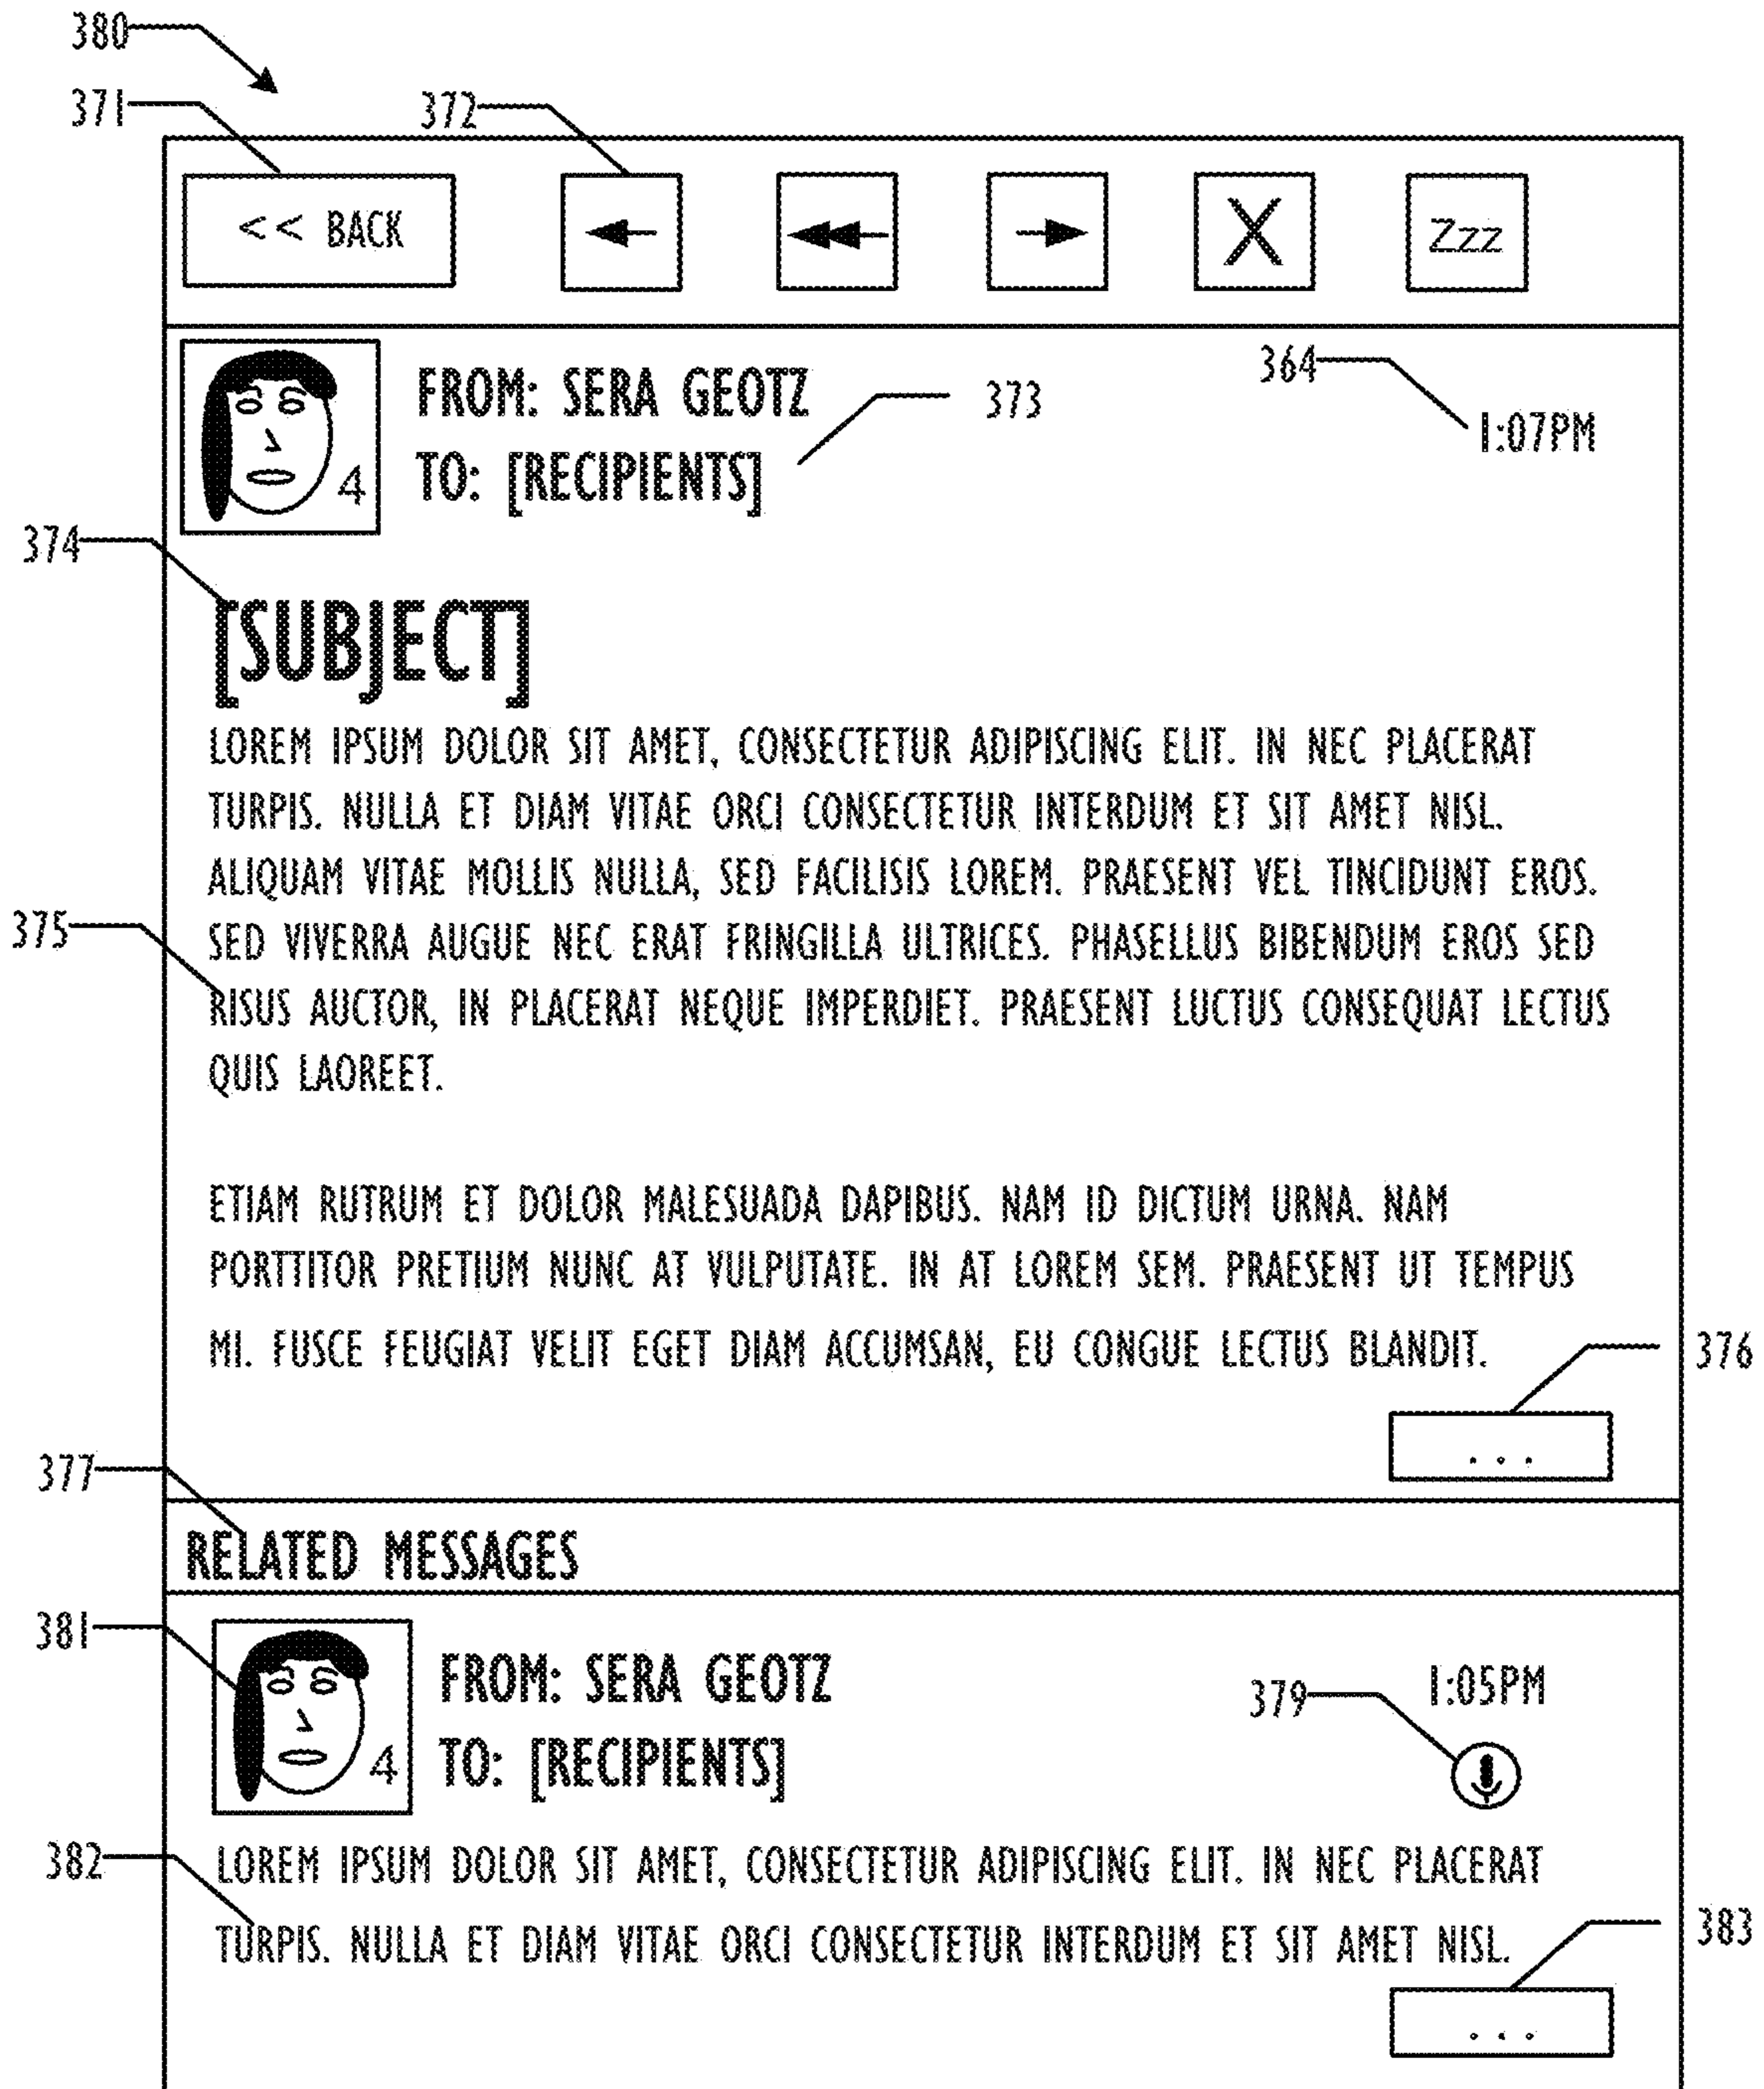 380
371
372
<< BACK
X
Zzz
FROM: SERA GEOTZ
373
364
1:07PM
TO: [RECIPIENTS]
4
374
[SUBJECT]
LOREM IPSUM DOLOR SIT AMET, CONSECTETUR ADIPISCING ELIT. IN NEC PLACERAT
TURPIS. NULLA ET DIAM VITAE ORCI CONSECTETUR INTERDUM ET SIT AMET NISL.
ALIQUAM VITAE MOLLIS NULLA, SED FACILISIS LOREM. PRAESENT VEL TINCIDUNT EROS.
375
SED VIVERRA AUGUE NEC ERAT FRINGILLA ULTRICES. PHASELLUS BIBENDUM EROS SED
RISUS AUCTOR, IN PLACERAT NEQUE IMPERDIET. PRAESENT LUCTUS CONSEQUAT LECTUS
QUIS LAOREET.
ETIAM RUTRUM ET DOLOR MALESUADA DAPIBUS. NAM ID DICTUM URNA. NAM
PORTTITOR PRETIUM NUNC AT VULPUTATE. IN AT LOREM SEM. PRAESENT UT TEMPUS
MI. FUSCE FEUGIAT VELIT EGET DIAM ACCUMSAN, EU CONGUE LECTUS BLANDIT.
376
...
377
RELATED MESSAGES
381
FROM: SERA GEOTZ
379
1:05PM
TO: [RECIPIENTS]
4
382
LOREM IPSUM DOLOR SIT AMET, CONSECTETUR ADIPISCING ELIT. IN NEC PLACERAT
TURPIS. NULLA ET DIAM VITAE ORCI CONSECTETUR INTERDUM ET SIT AMET NISL.
383
...